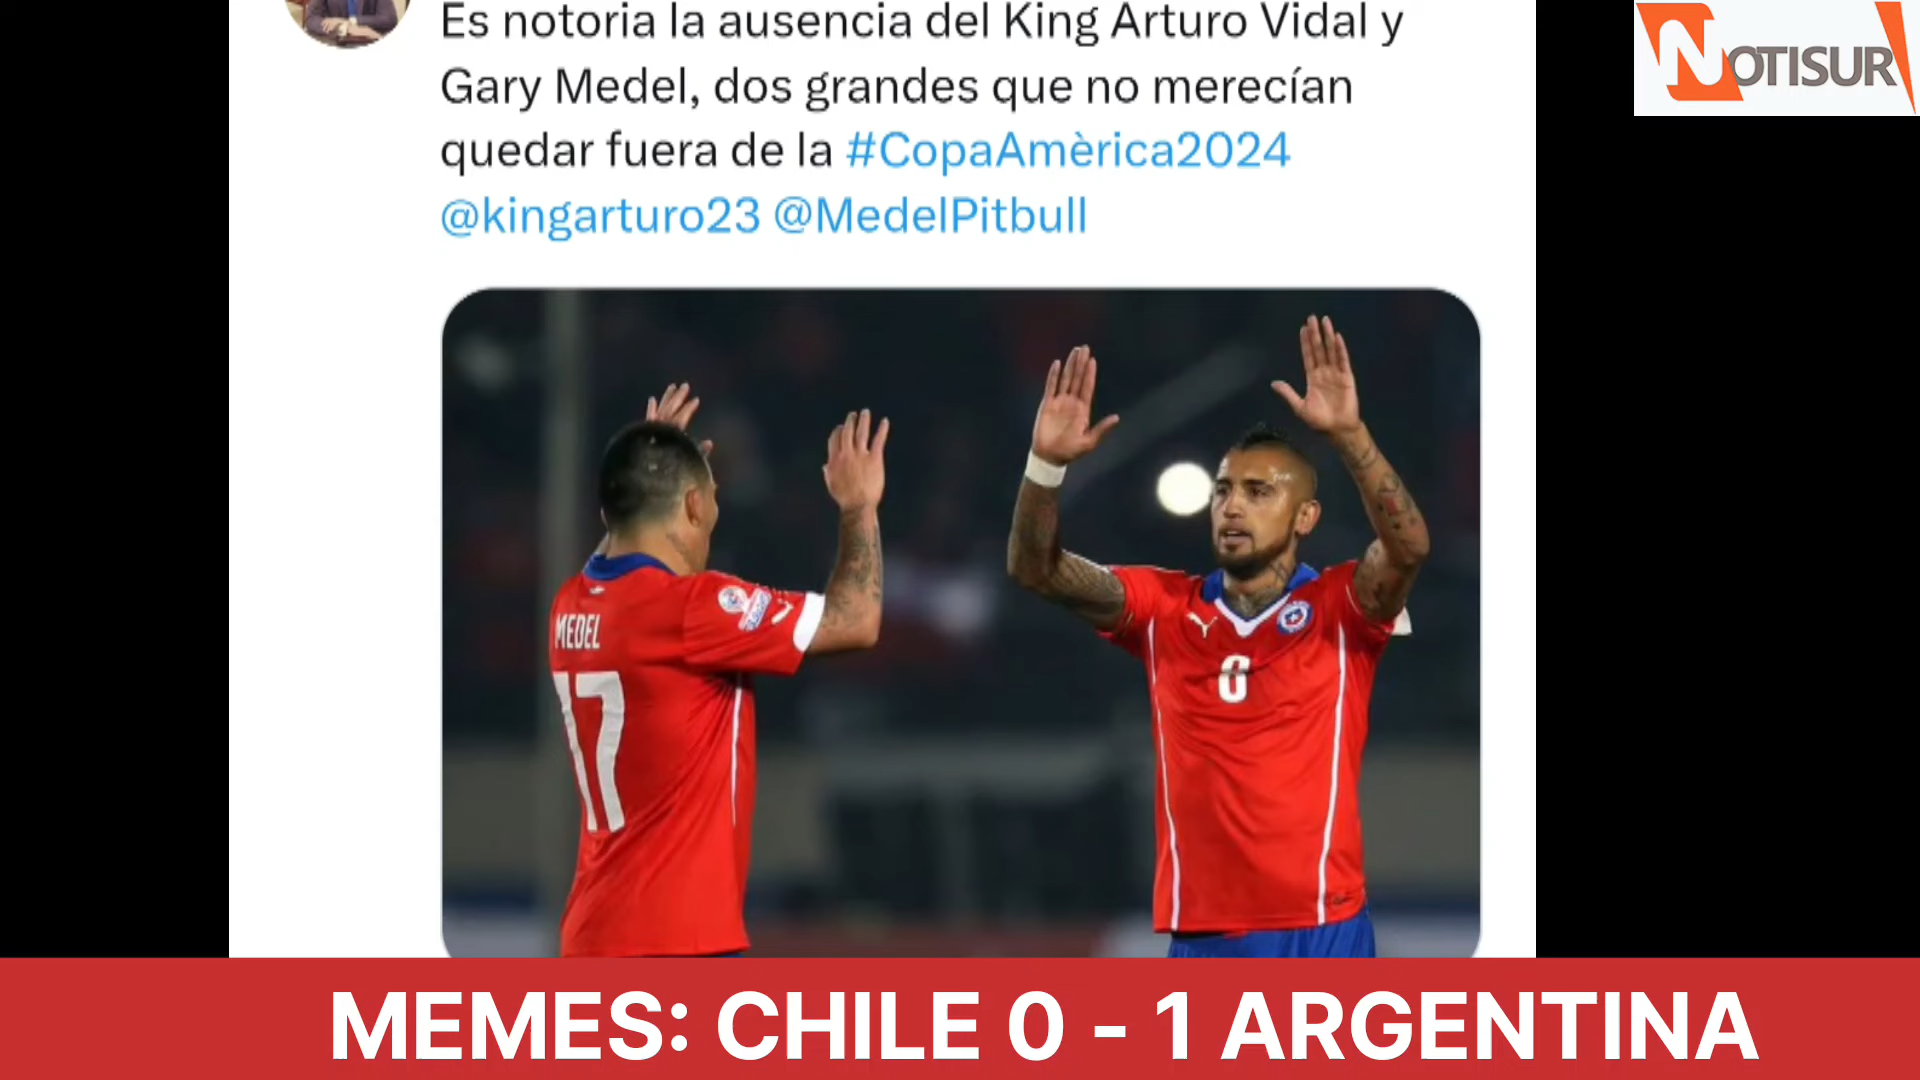 Es notoria la ausencia del King Arturo Vidal y
Gary Medel, dos grandes que no merecían
quedar fuera de la #CopaAmèrica2024
@kingarturo23 @MedelPitbull
NOTISUR
MEDEL
17
8
MEMES: CHILE 0 - 1 ARGENTINA